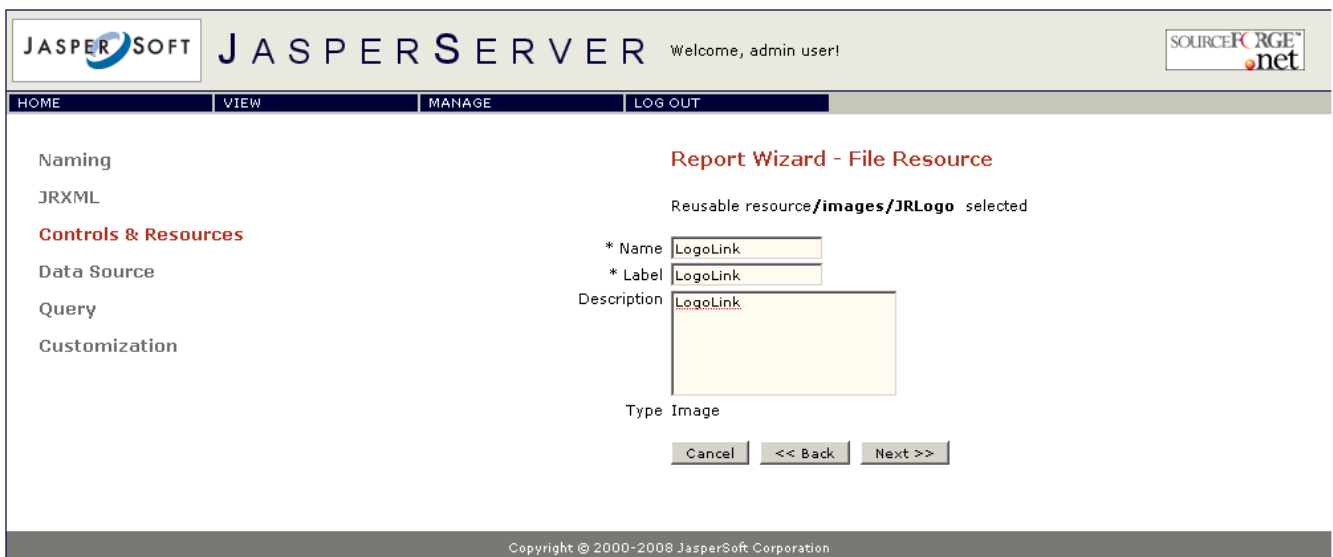 JASPERSOFT JASPERSERVER Welcome, admin user! SOURCEFORGE™ .net
HOME VIEW MANAGE LOG OUT
Naming
JRXML
Controls & Resources
Data Source
Query
Customization
Report Wizard - File Resource
Reusable resource/images/JRLogo selected
* Name LogoLink
* Label LogoLink
Description LogoLink
Type Image
Cancel << Back Next >>
Copyright © 2000-2008 JasperSoft Corporation